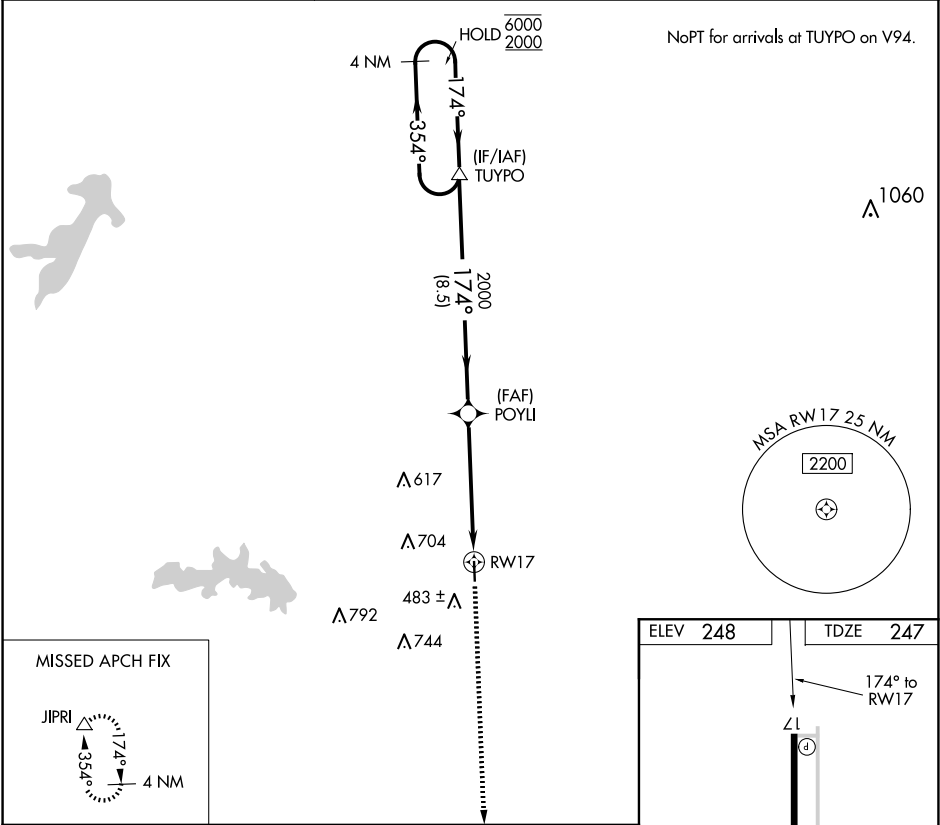 NoPT for arrivals at TUYPO on V94.
HOLD 6000
2000
4 NM
174°
354°
(IF/IAF)
TUYPO
1060
2000
174°
(8.5)
(FAF)
POYLI
MSA RW17 25 NM
2200
617
704
RW17
483 ±
792
744
MISSED APCH FIX
JIPRI
174°
354°
4 NM
ELEV 248
TDZE 247
174° to
RW17
17
P